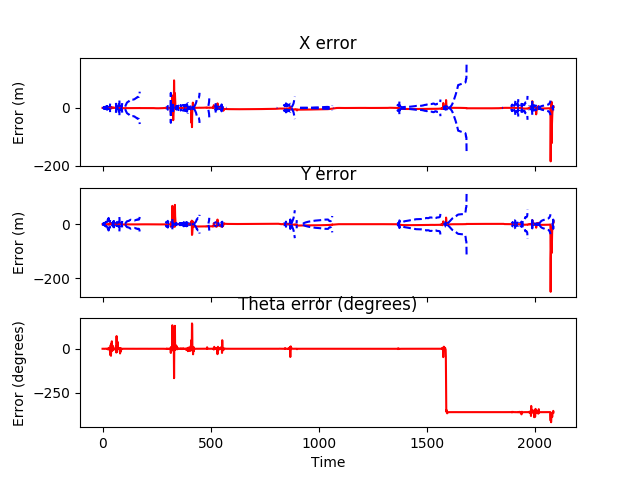 X error
Error (m)
0
−200
Y error
Error (m)
0
−200
Theta error (degrees)
Error (degrees)
0
−250
0
500
1000
1500
2000
Time